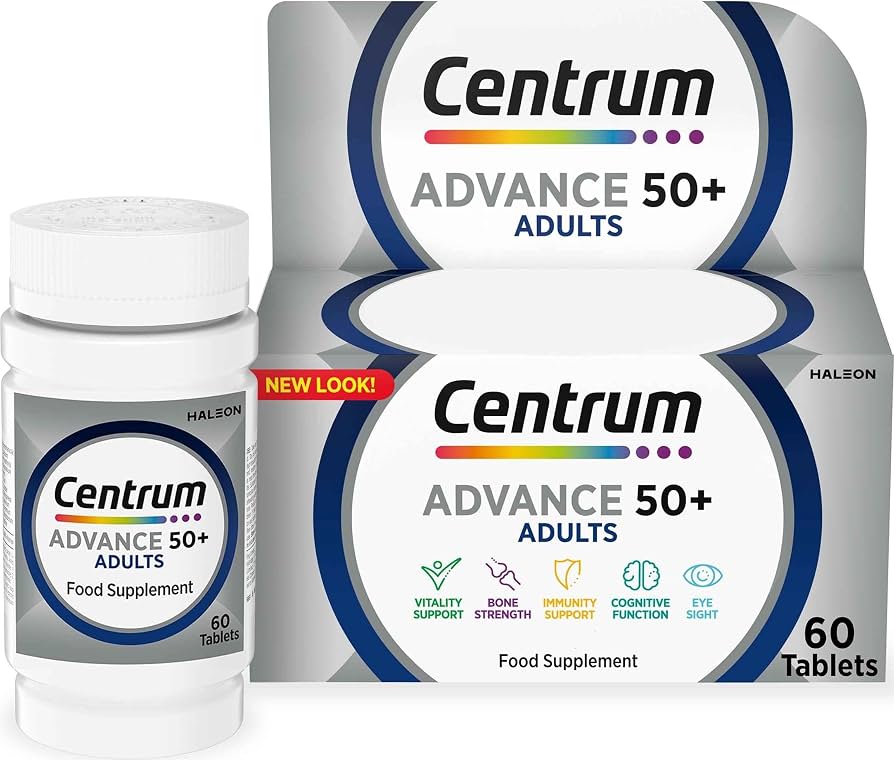 Centrum
ADVANCE 50+
ADULTS
NEW LOOK!
HALEON
Centrum
ADVANCE 50+
ADULTS
VITALITY SUPPORT
BONE STRENGTH
IMMUNITY SUPPORT
COGNITIVE FUNCTION
EYE SIGHT
Food Supplement
60
Tablets
HALEON
Centrum
ADVANCE 50+
ADULTS
Food Supplement
60
Tablets